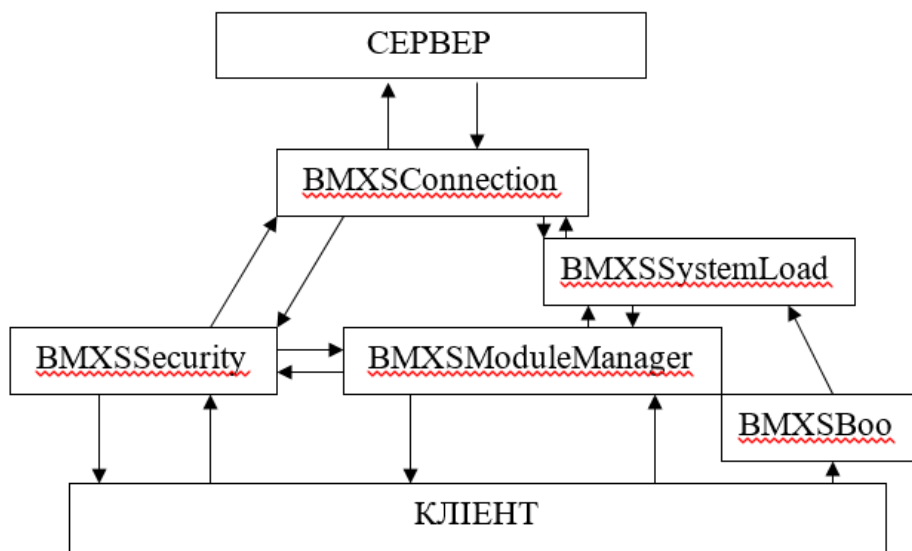 СЕРВЕР
BMXSConnection
BMXSSystemLoad
BMXSSecurity
BMXSModuleManager
BMXSBoo
КЛІЕНТ